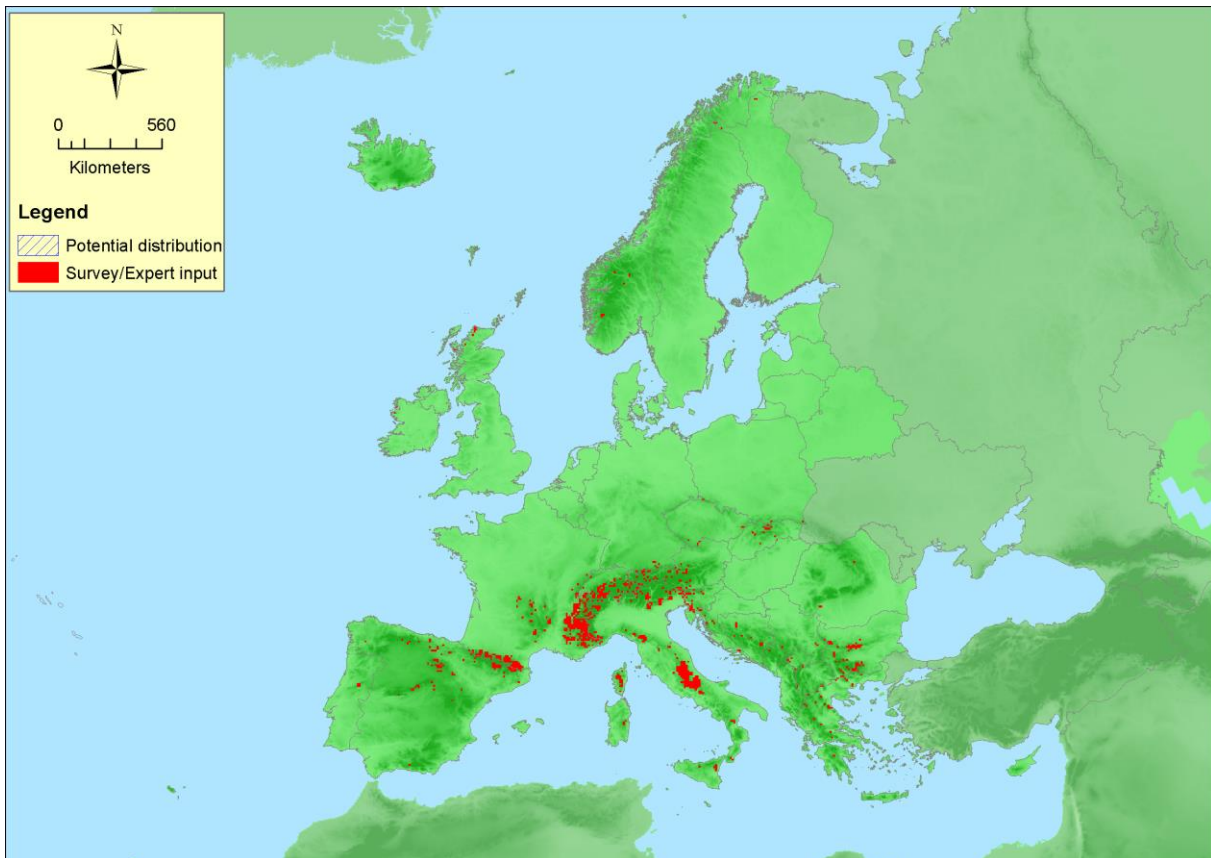 N
0 560
Kilometers
Legend
Potential distribution
Survey/Expert input